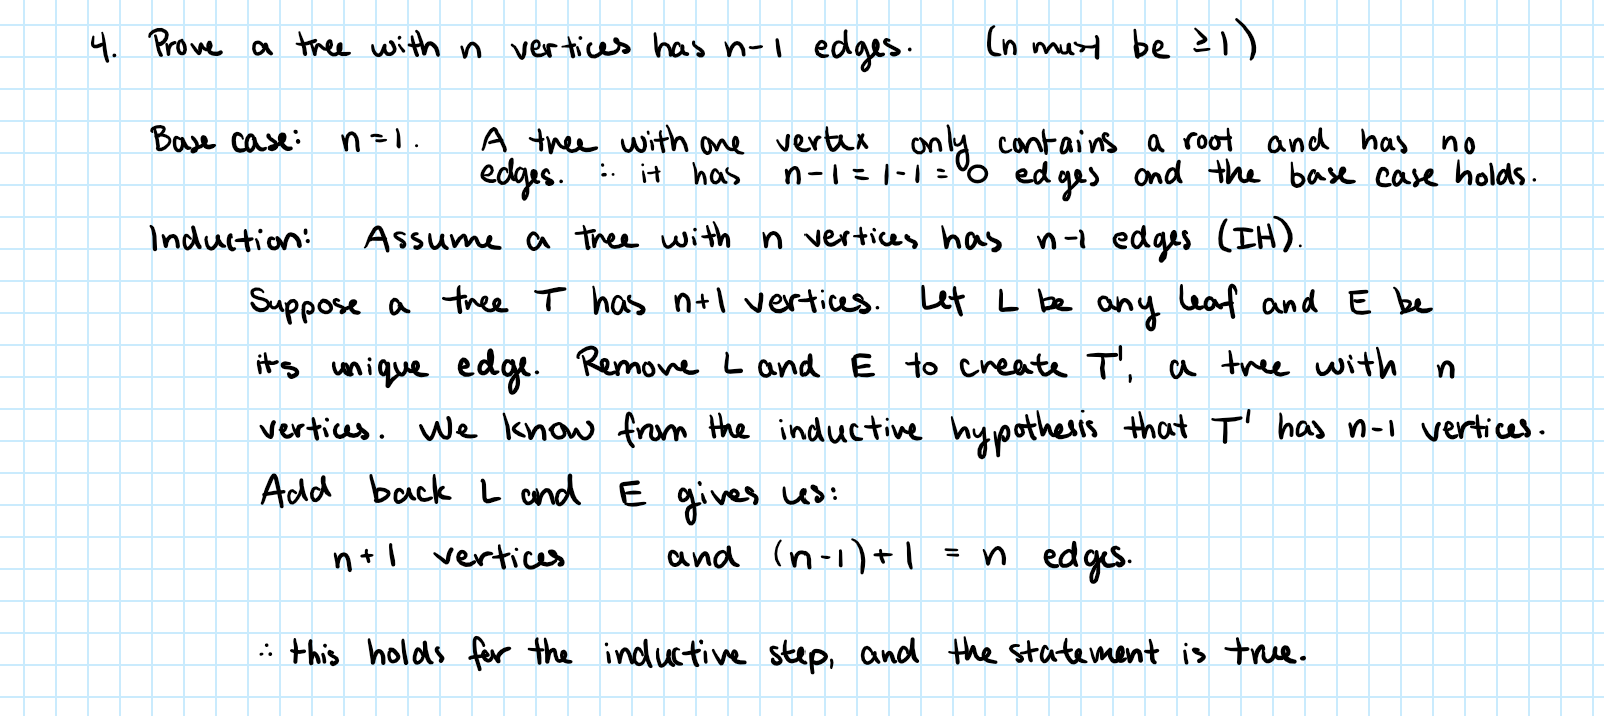 4. Prove a tree with n vertices has n-1 edges. (n must be ≥1)
Base case: n=1. A tree with one vertex only contains a root and has no
edges. ∴ it has n-1 = 1-1 = 0 edges and the base case holds.
Induction: Assume a tree with n vertices has n-1 edges (IH).
Suppose a tree T has n+1 vertices. Let L be any leaf and E be
its unique edge. Remove L and E to create T', a tree with n
vertices. We know from the inductive hypothesis that T' has n-1 vertices.
Add back L and E gives us:
n+1 vertices and (n-1)+1 = n edges.
∴ this holds for the inductive step, and the statement is true.